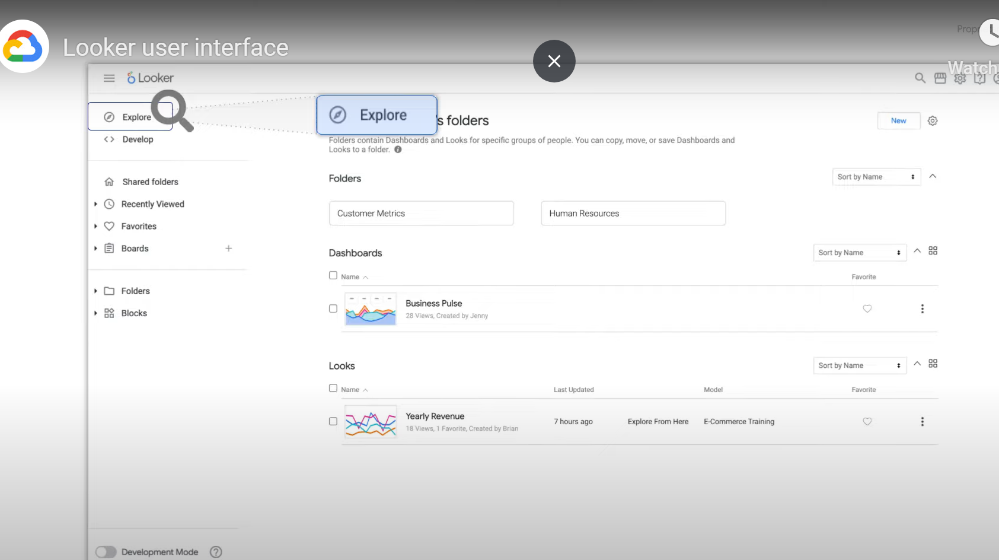 Looker user interface
Watch
Looker
Explore
Explore
's folders
New
Develop
Folders contain Dashboards and Looks for specific groups of people. You can copy, move, or save Dashboards and
Looks to a folder.
Shared folders
Folders
Sort by Name
Recently Viewed
Customer Metrics
Human Resources
Favorites
Boards
Dashboards
Sort by Name
Name
Favorite
Folders
Business Pulse
28 Views, Created by Jenny
Blocks
Looks
Sort by Name
Name
Last Updated
Model
Favorite
Yearly Revenue
18 Views, 1 Favorite, Created by Brian
7 hours ago
Explore From Here
E-Commerce Training
Development Mode